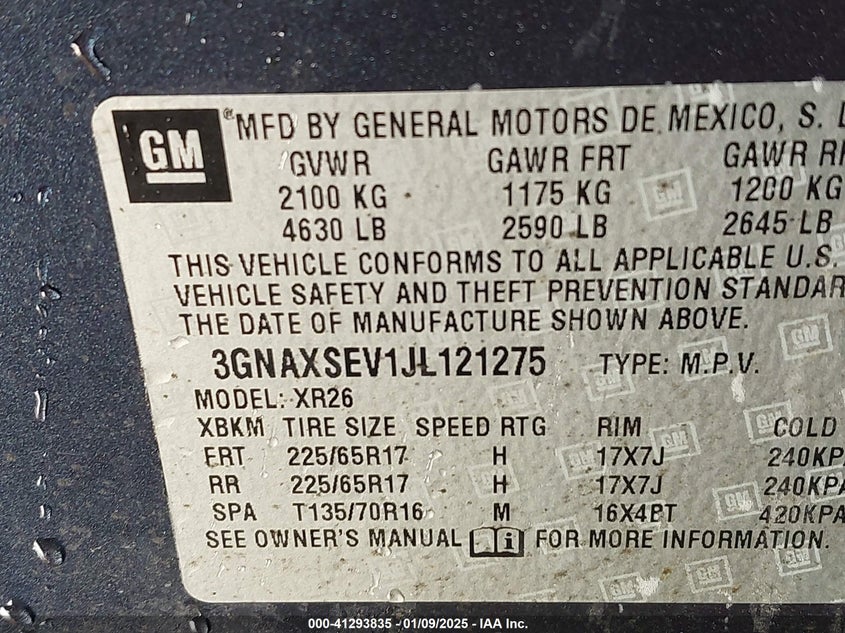 GM ® MFD BY GENERAL MOTORS DE MEXICO, S.
GVWR GAWR FRT GAWR
2100 KG 1175 KG 1200 KG
4630 LB 2590 LB 2645 LB
THIS VEHICLE CONFORMS TO ALL APPLICABLE U.S.
VEHICLE SAFETY AND THEFT PREVENTION STANDAR
THE DATE OF MANUFACTURE SHOWN ABOVE.
3GNAXSEV1JL121275 TYPE: M.P.V.
MODEL: XR26
XBKM TIRE SIZE SPEED RTG RIM COLD
FRT 225/65R17 H 17X7J 240KPA
RR 225/65R17 H 17X7J 240KPA
SPA T135/70R16 M 16X4BT 420KPA
SEE OWNER'S MANUAL FOR MORE INFORMATION.
000-41293835 - 01/09/2025 - IAA Inc.